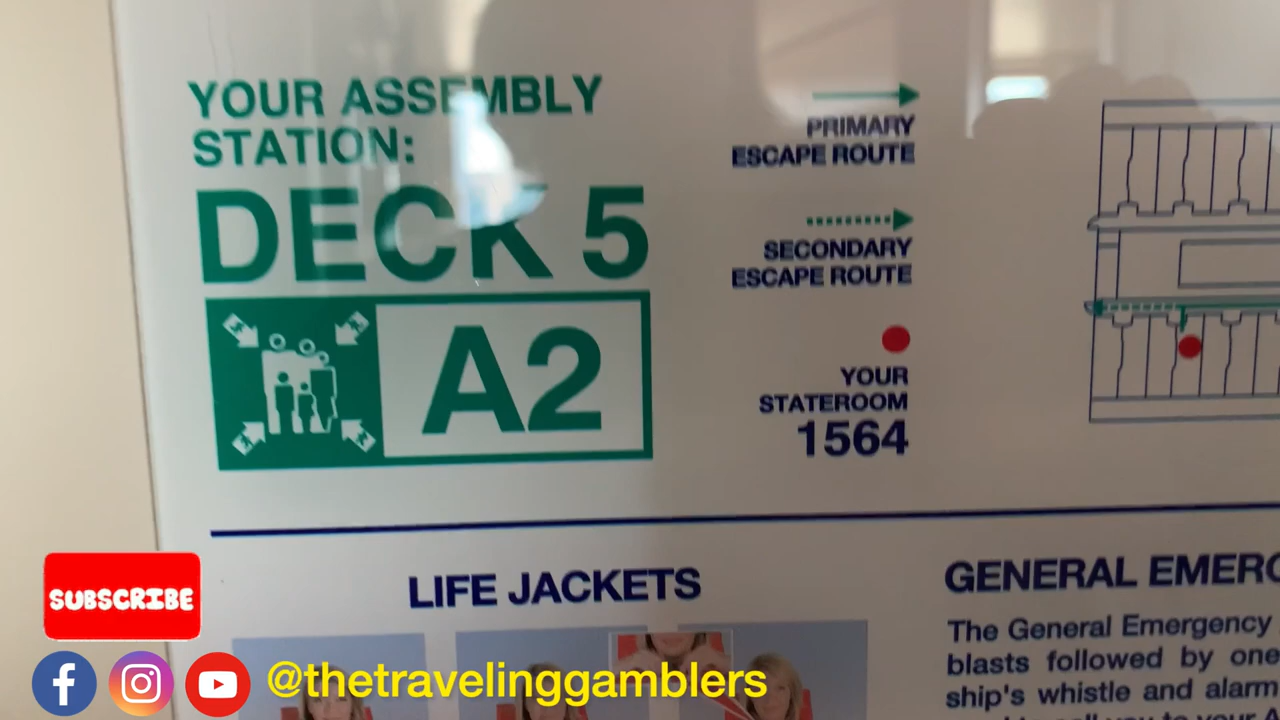 YOUR ASSEMBLY
STATION:
DECK 5
A2
PRIMARY
ESCAPE ROUTE
SECONDARY
ESCAPE ROUTE
YOUR
STATEROOM
1564
LIFE JACKETS
GENERAL EMERG
The General Emergency
blasts followed by one
ship's whistle and alarm
SUBSCRIBE
@thetravelinggamblers